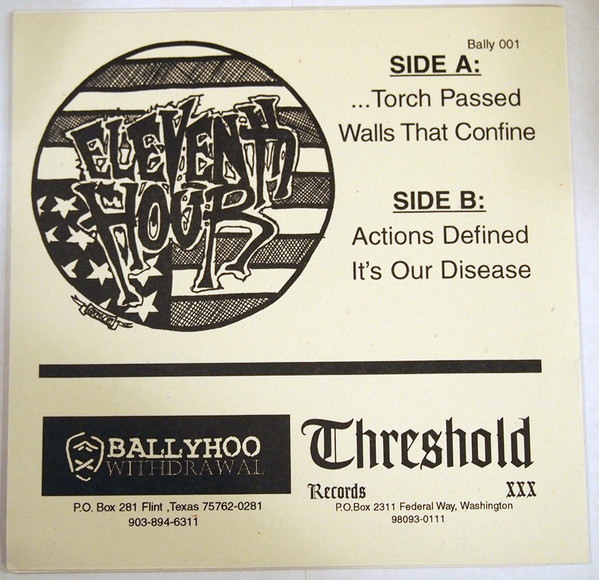 Bally 001
ELEVENTH
HOUR
SIDE A:
...Torch Passed
Walls That Confine
SIDE B:
Actions Defined
It's Our Disease
BALLYHOO
WITHDRAWAL
P.O. Box 281 Flint ,Texas 75762-0281
903-894-6311
Threshold
Records XXX
P.O.Box 2311 Federal Way, Washington
98093-0111